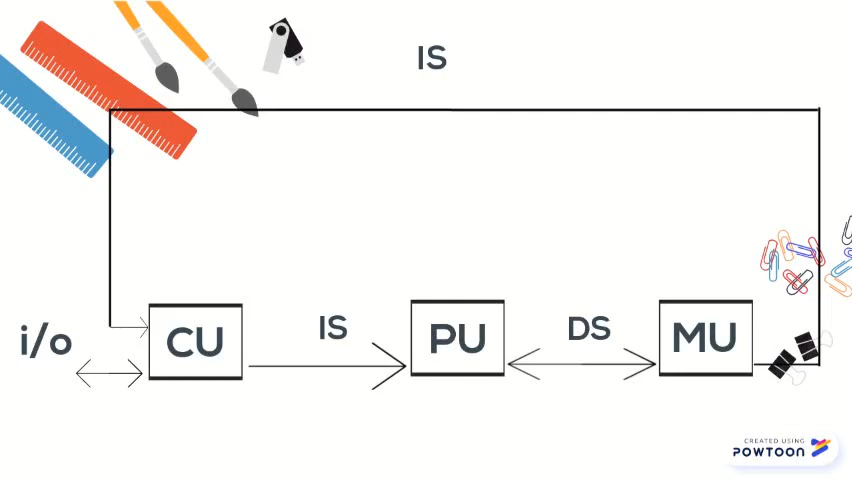 IS
i/o
CU
IS
PU
DS
MU
CREATED USING
POWTOON